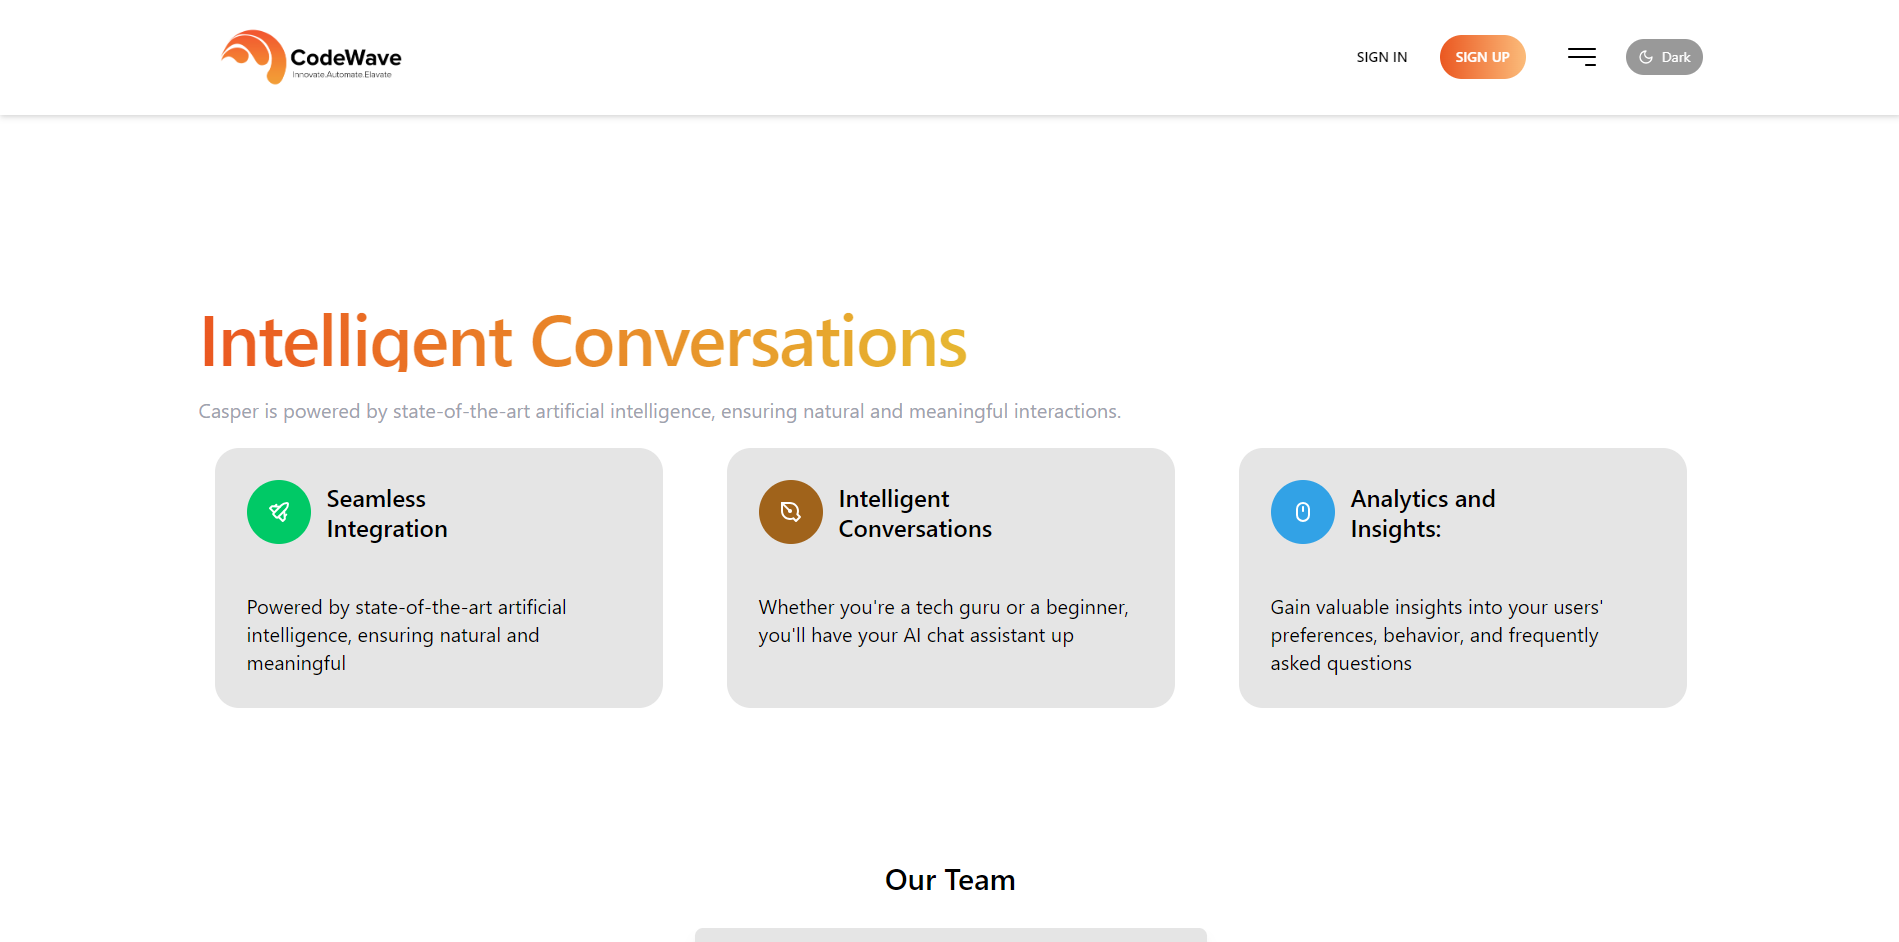 CodeWave
Innovate.Automate.Elavate
SIGN IN
SIGN UP
Dark
Intelligent Conversations
Casper is powered by state-of-the-art artificial intelligence, ensuring natural and meaningful interactions.
Seamless
Integration
Powered by state-of-the-art artificial
intelligence, ensuring natural and
meaningful
Intelligent
Conversations
Whether you're a tech guru or a beginner,
you'll have your AI chat assistant up
Analytics and
Insights:
Gain valuable insights into your users'
preferences, behavior, and frequently
asked questions
Our Team